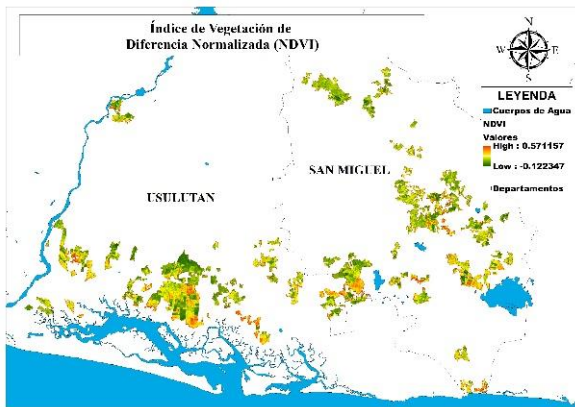 Índice de Vegetación de
Diferencia Normalizada (NDVI)
N
W
E
S
LEYENDA
Cuerpos de Agua
NDVI
Valores
High : 0.571157
Low : -0.122347
Departamentos
USULUTAN
SAN MIGUEL